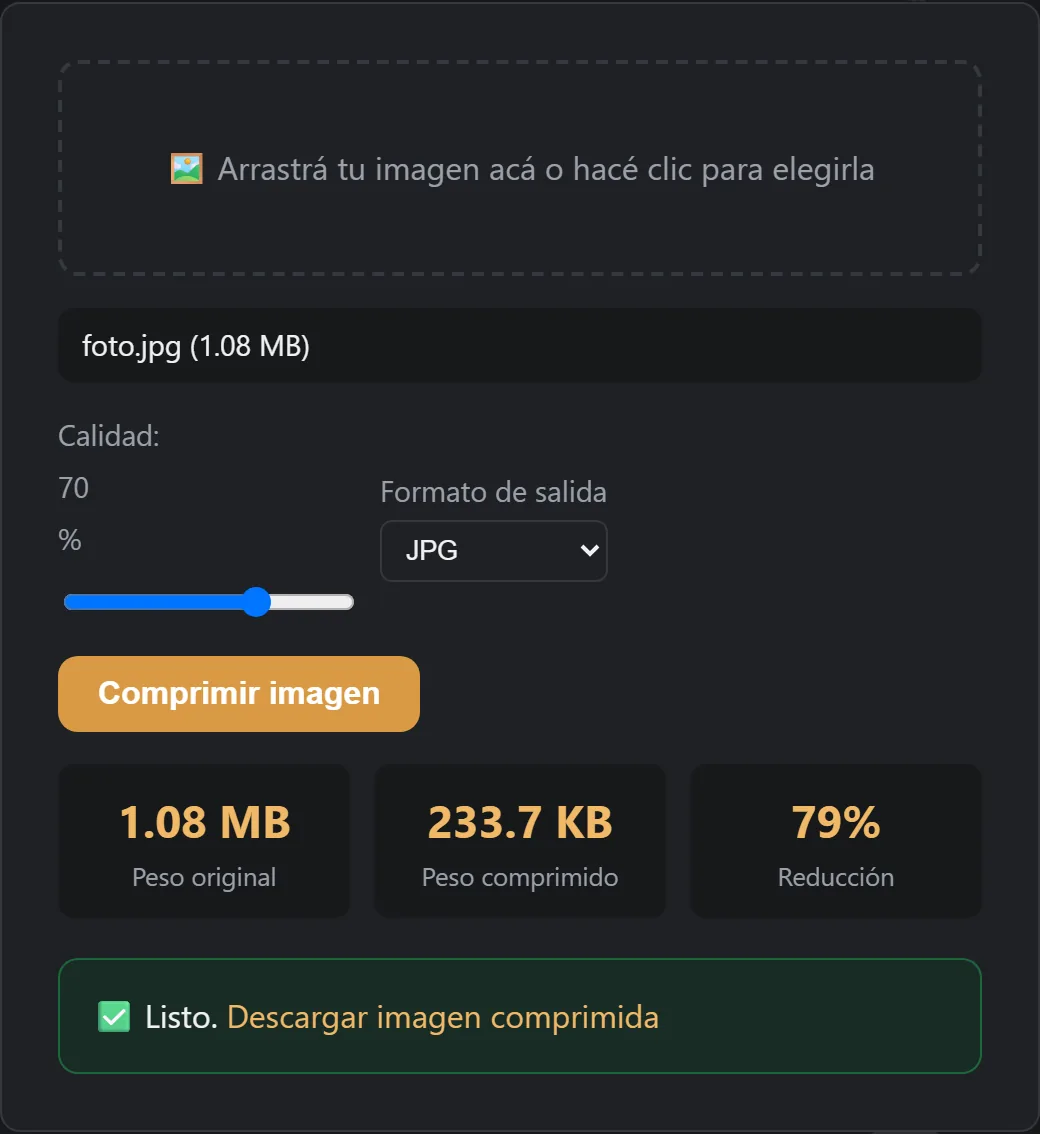 Arrastrá tu imagen acá o hacé clic para elegirla
foto.jpg (1.08 MB)
Calidad:
70
%
Formato de salida
JPG
Comprimir imagen
1.08 MB
Peso original
233.7 KB
Peso comprimido
79%
Reducción
Listo. Descargar imagen comprimida